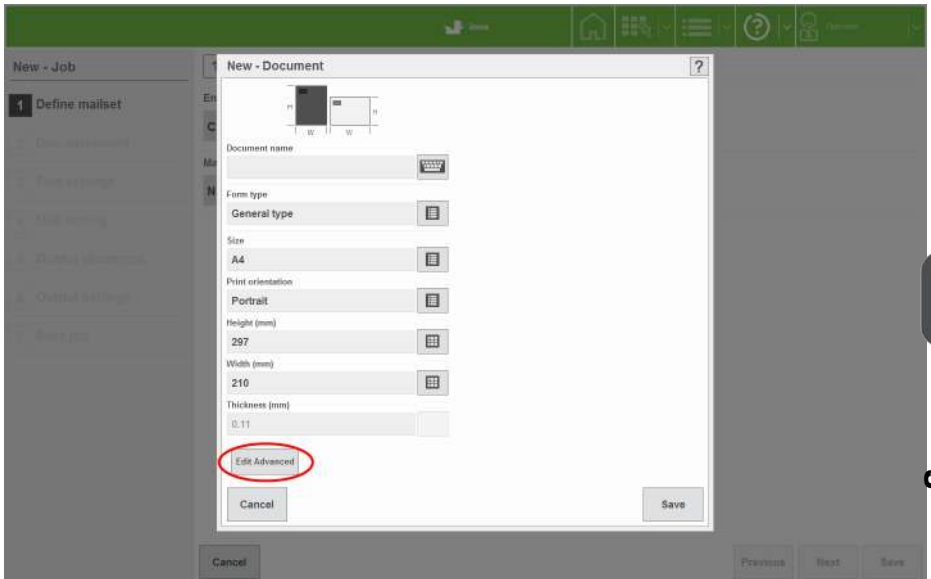 New - Job
1 Define mailset
New - Document
?
H
H
W
W
Document name
Form type
General type
Size
A4
Print orientation
Portrait
Height (mm)
297
Width (mm)
210
Thickness (mm)
0.11
Edit Advanced
Cancel
Save
Cancel
Previous
Next
Save